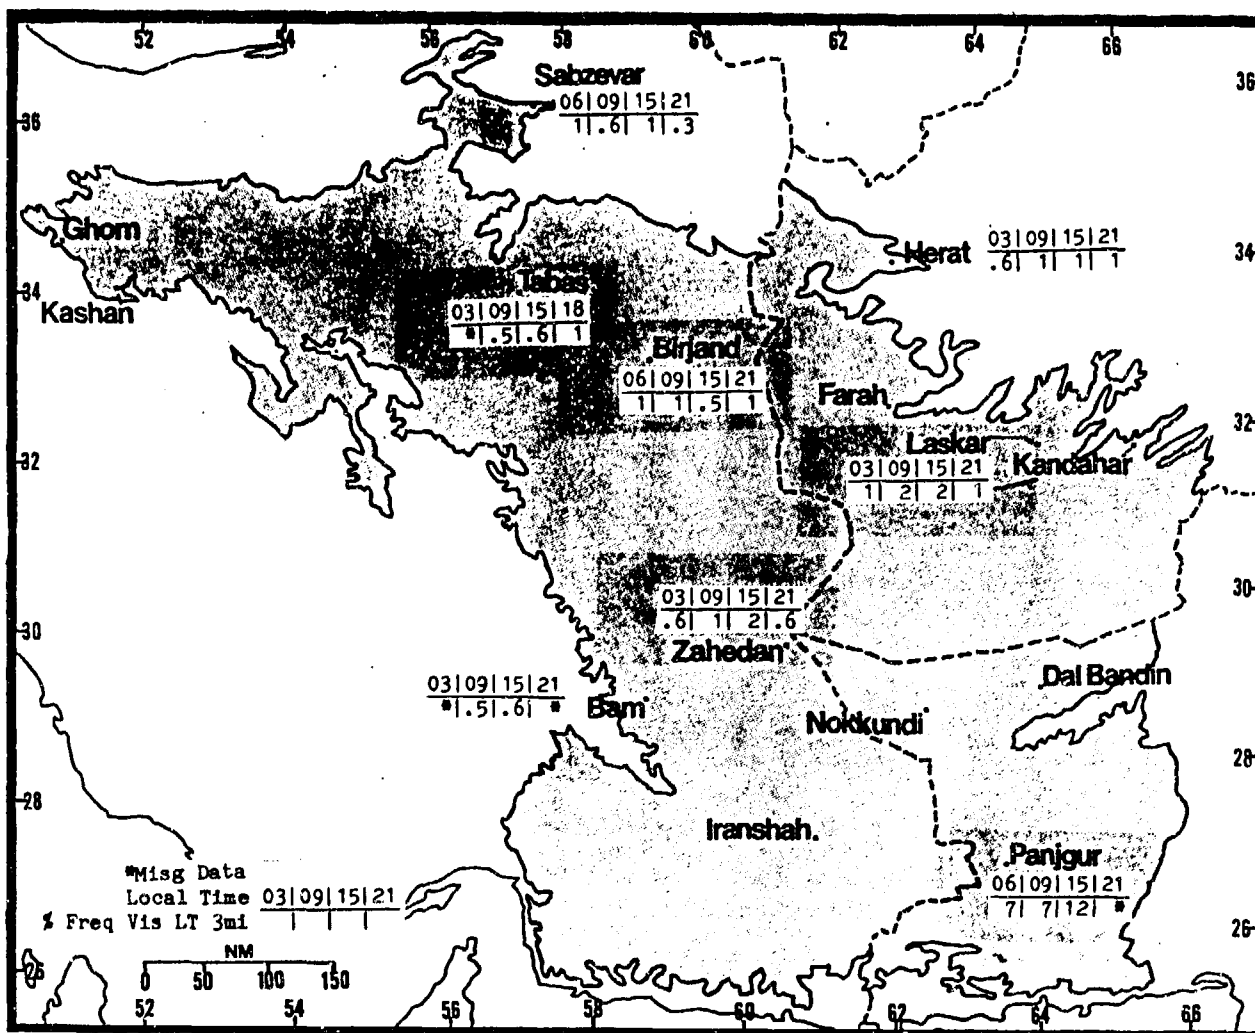 52 54 56 58 60 62 64 66
Sabzevar
06|09|15|21
1|.6| 1|.3
36
36
Ghom
Herat
03|09|15|21
.6| 1| 1| 1
34
34
Kashan
Tabas
03|09|15|18
*|.5|.6| 1
Birjand
06|09|15|21
1| 1|.5| 1
Farah
32
32
Laskar
03|09|15|21
1| 2| 2| 1
Kandahar
30
30
03|09|15|21
.6| 1| 2|.6
Zahedan
03|09|15|21
*|.5|.6| *
Bam
Dal Bandin
Nokkundi
28
28
Iranshah.
Panjgur
06|09|15|21
7| 7|12| *
*Misg Data
Local Time 03|09|15|21
% Freq Vis LT 3mi | | |
NM
0 50 100 150
26
26
52 54 56 58 60 62 64 66